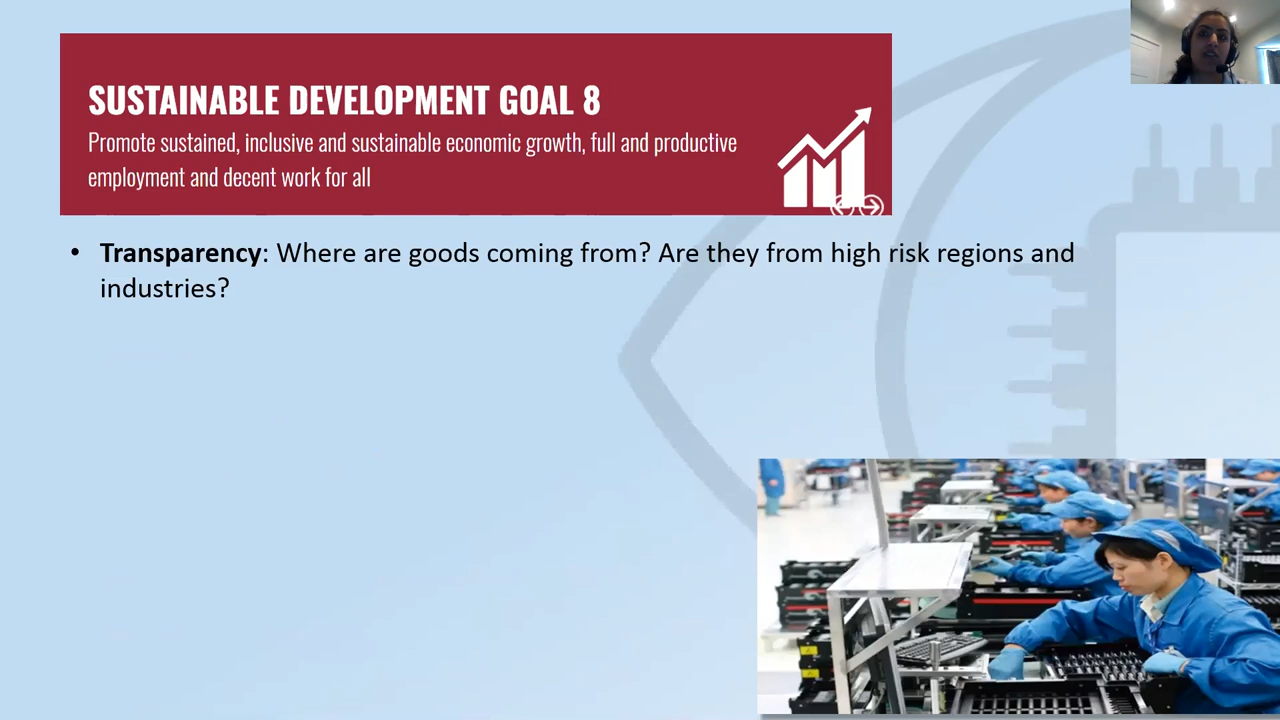 SUSTAINABLE DEVELOPMENT GOAL 8
Promote sustained, inclusive and sustainable economic growth, full and productive
employment and decent work for all
• Transparency: Where are goods coming from? Are they from high risk regions and
industries?